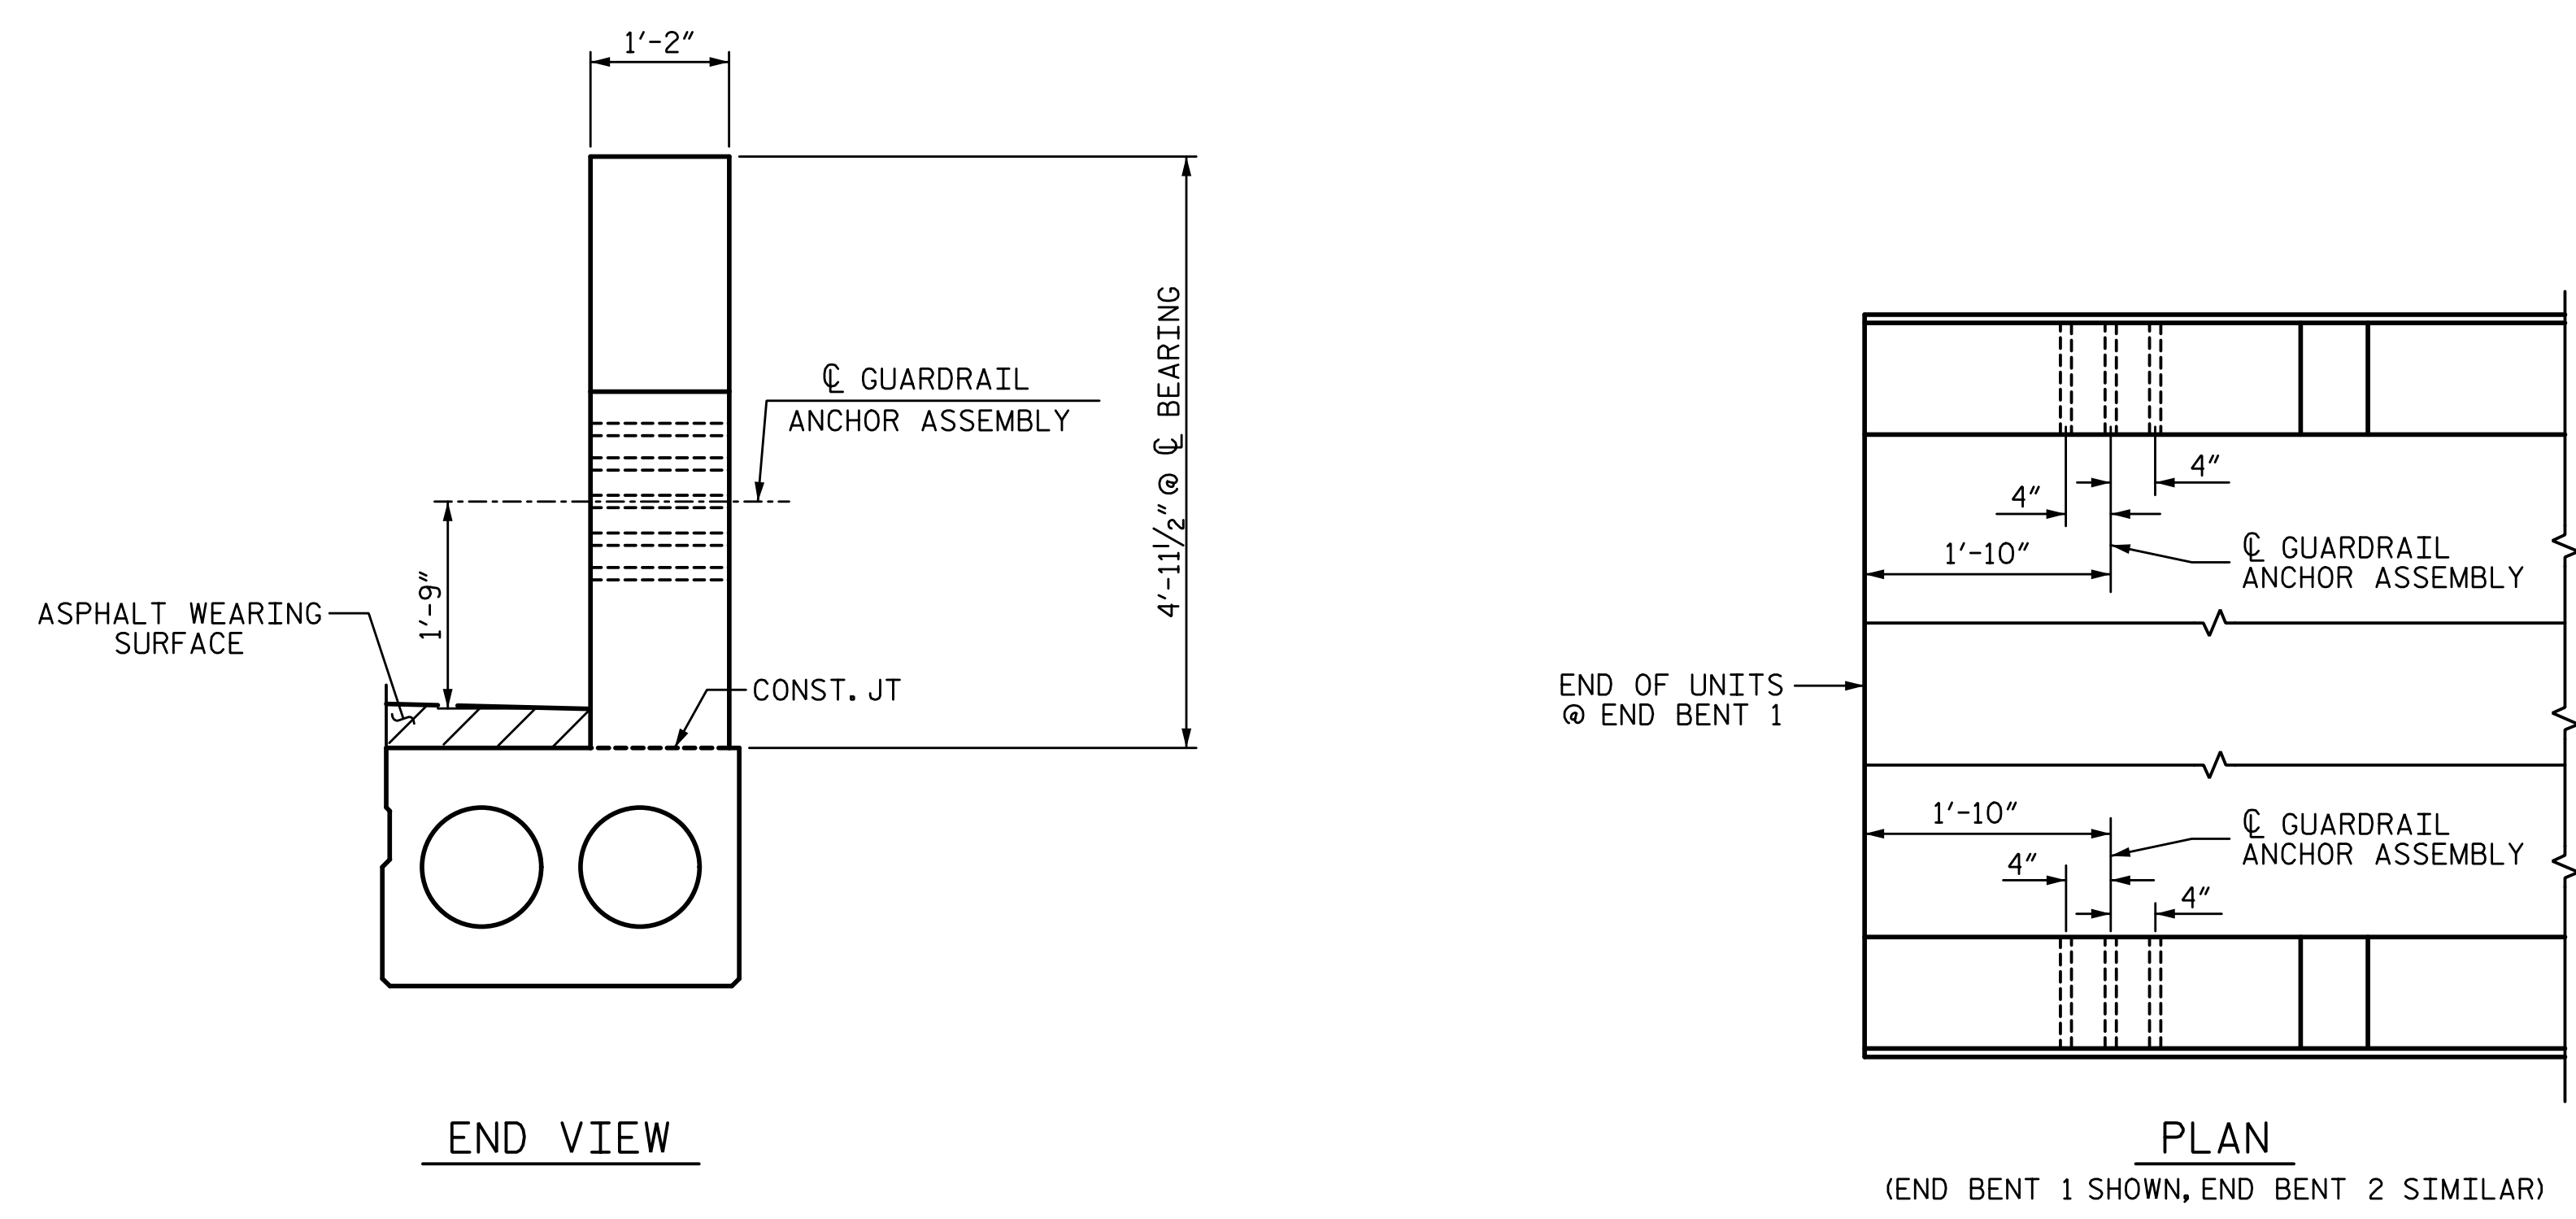 1'-2"
℄ GUARDRAIL
ANCHOR ASSEMBLY
4'-11½" @ ℄ BEARING
1'-9"
ASPHALT WEARING
SURFACE
CONST. JT
END VIEW
4"
4"
1'-10"
℄ GUARDRAIL
ANCHOR ASSEMBLY
END OF UNITS
@ END BENT 1
1'-10"
℄ GUARDRAIL
ANCHOR ASSEMBLY
4"
4"
PLAN
(END BENT 1 SHOWN, END BENT 2 SIMILAR)